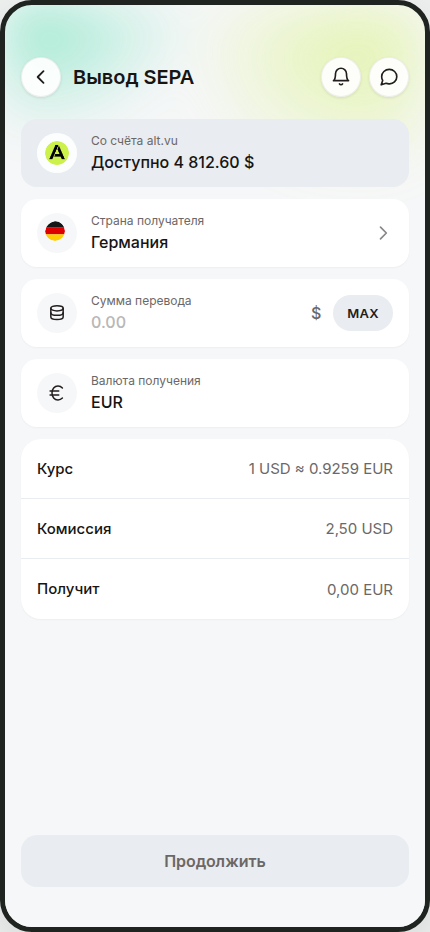 Вывод SEPA
Со счёта alt.vu
Доступно 4 812.60 $
Страна получателя
Германия
Сумма перевода
0.00
$
MAX
Валюта получения
EUR
Курс
1 USD ≈ 0.9259 EUR
Комиссия
2,50 USD
Получит
0,00 EUR
Продолжить